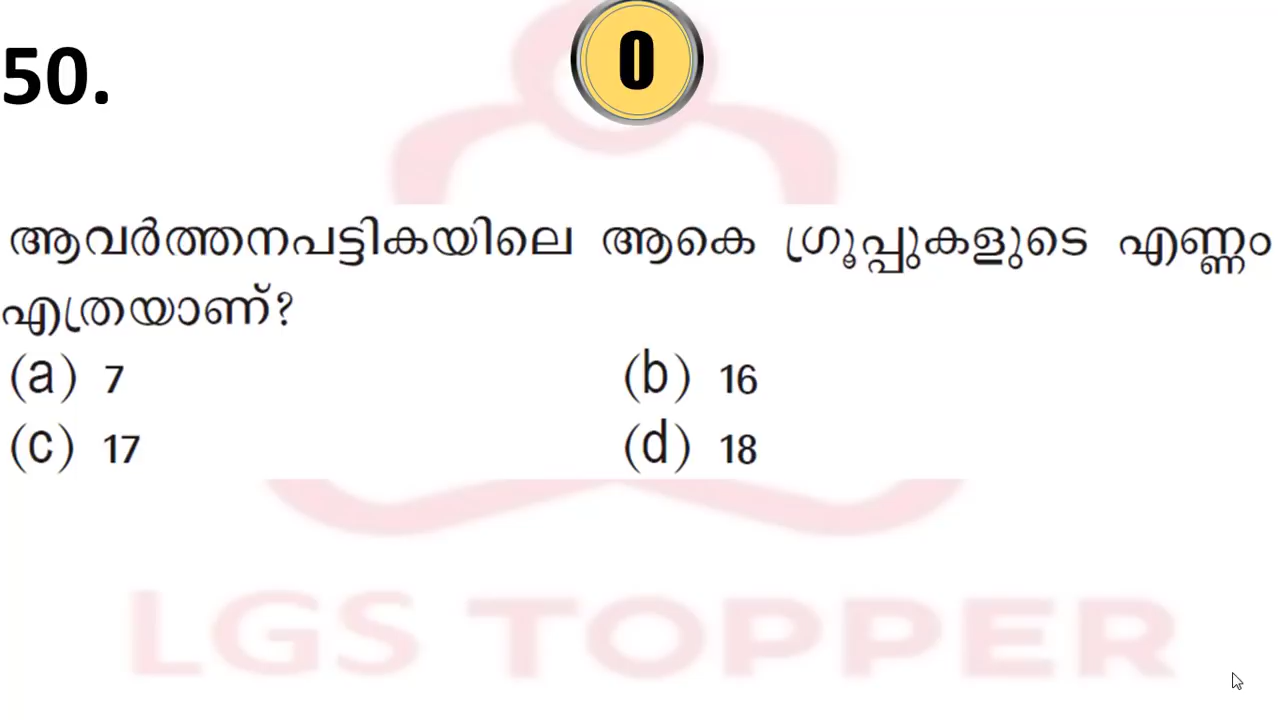 50.
0
ആവർത്തനപട്ടികയിലെ ആകെ ഗ്രൂപ്പുകളുടെ എണ്ണം
എത്രയാണ്?
(a) 7 (b) 16
(c) 17 (d) 18
LGS TOPPER